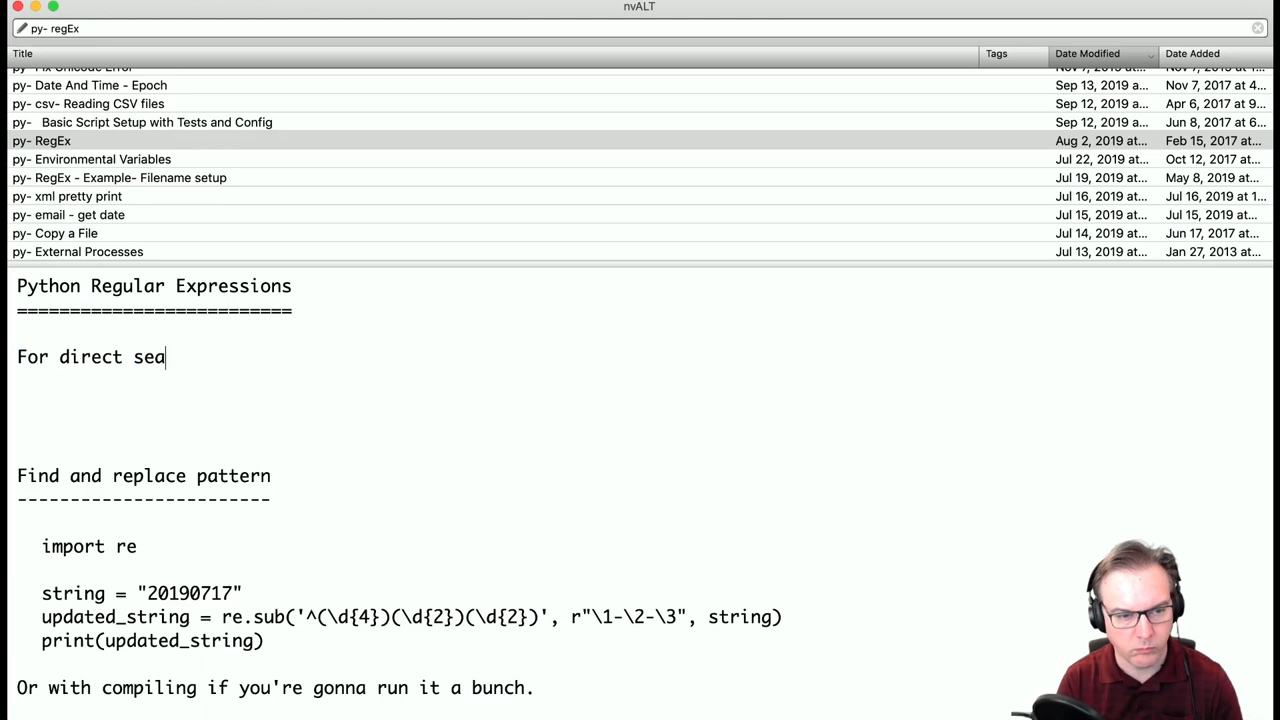 nvALT
py- regEx
Title Tags Date Modified Date Added
py- Fix Unicode Error
py- Date And Time - Epoch Sep 13, 2019 a... Nov 7, 2017 at 4...
py- csv- Reading CSV files Sep 12, 2019 a... Apr 6, 2017 at 9...
py- Basic Script Setup with Tests and Config Sep 12, 2019 a... Jun 8, 2017 at 6...
py- RegEx Aug 2, 2019 at... Feb 15, 2017 at...
py- Environmental Variables Jul 22, 2019 at... Oct 12, 2017 at...
py- RegEx - Example- Filename setup Jul 19, 2019 at... May 8, 2019 at...
py- xml pretty print Jul 16, 2019 at... Jul 16, 2019 at 1...
py- email - get date Jul 15, 2019 at... Jul 15, 2019 at...
py- Copy a File Jul 14, 2019 at... Jun 17, 2017 at...
py- External Processes Jul 13, 2019 at... Jan 27, 2013 at...
Python Regular Expressions
==========================
For direct sea
Find and replace pattern
------------------------
import re
string = "20190717"
updated_string = re.sub('^(\d{4})(\d{2})(\d{2})', r"\1-\2-\3", string)
print(updated_string)
Or with compiling if you're gonna run it a bunch.